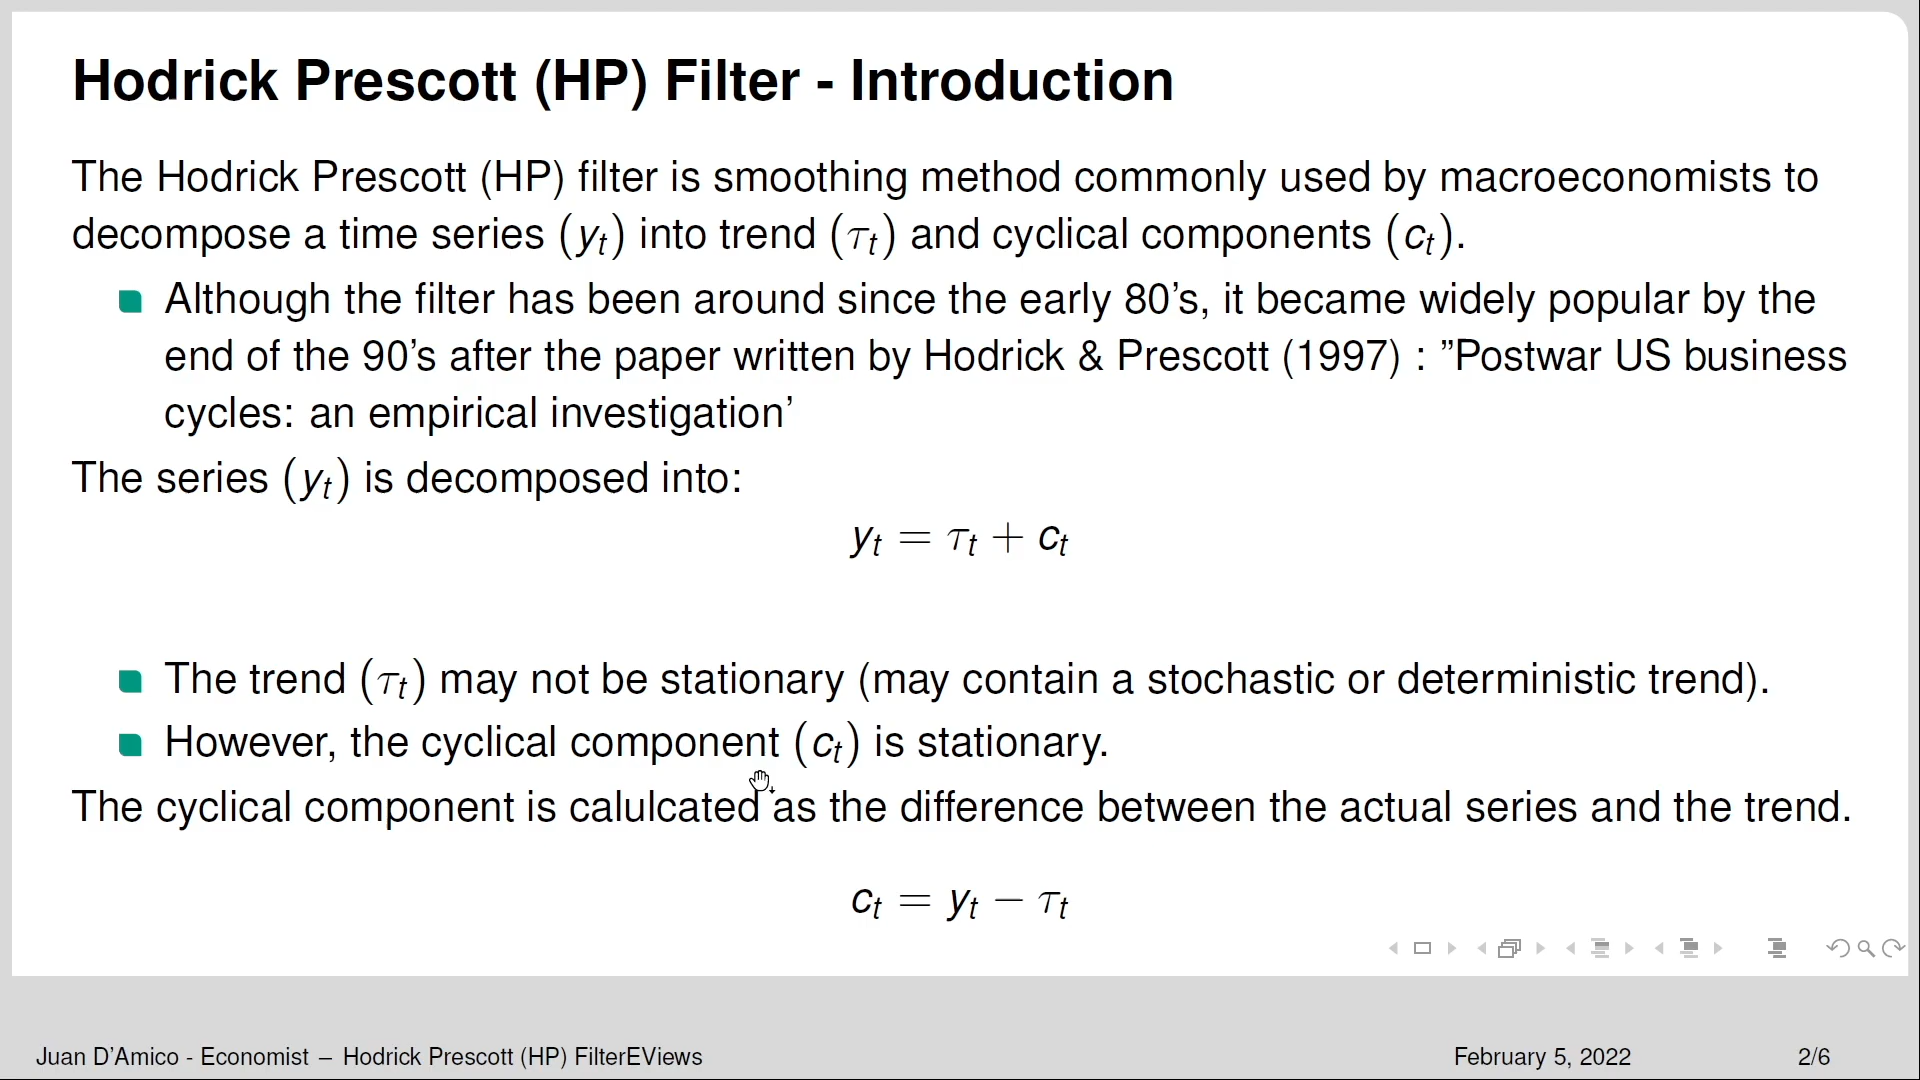 Hodrick Prescott (HP) Filter - Introduction
The Hodrick Prescott (HP) filter is smoothing method commonly used by macroeconomists to
decompose a time series (yₜ) into trend (τₜ) and cyclical components (cₜ).
Although the filter has been around since the early 80’s, it became widely popular by the
end of the 90’s after the paper written by Hodrick & Prescott (1997) : ”Postwar US business
cycles: an empirical investigation’
The series (yₜ) is decomposed into:
yₜ = τₜ + cₜ
The trend (τₜ) may not be stationary (may contain a stochastic or deterministic trend).
However, the cyclical component (cₜ) is stationary.
The cyclical component is calulcated as the difference between the actual series and the trend.
cₜ = yₜ − τₜ
Juan D’Amico - Economist – Hodrick Prescott (HP) FilterEViews February 5, 2022 2/6